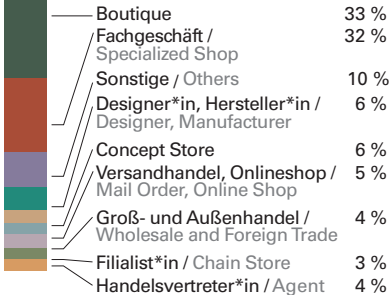 Boutique 33 %
Fachgeschäft / 32 %
Specialized Shop
Sonstige / Others 10 %
Designer*in, Hersteller*in / 6 %
Designer, Manufacturer
Concept Store 6 %
Versandhandel, Onlineshop / 5 %
Mail Order, Online Shop
Groß- und Außenhandel / 4 %
Wholesale and Foreign Trade
Filialist*in / Chain Store 3 %
Handelsvertreter*in / Agent 4 %